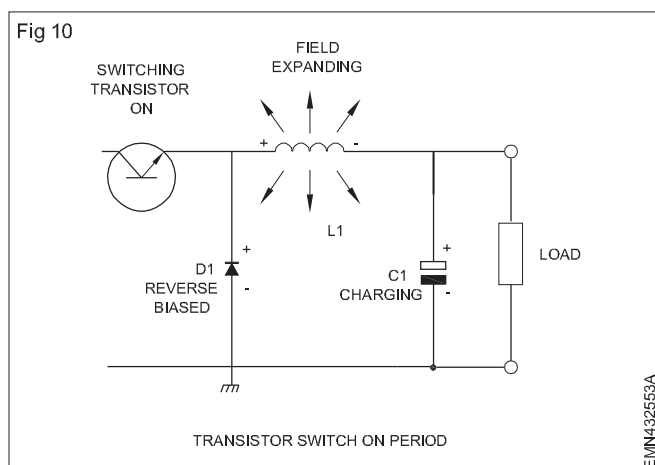 Fig 10
FIELD
EXPANDING
SWITCHING
TRANSISTOR
ON
+
-
L1
+
D1
REVERSE
BIASED
-
+
C1
CHARGING
-
LOAD
TRANSISTOR SWITCH ON PERIOD
EMN432553A